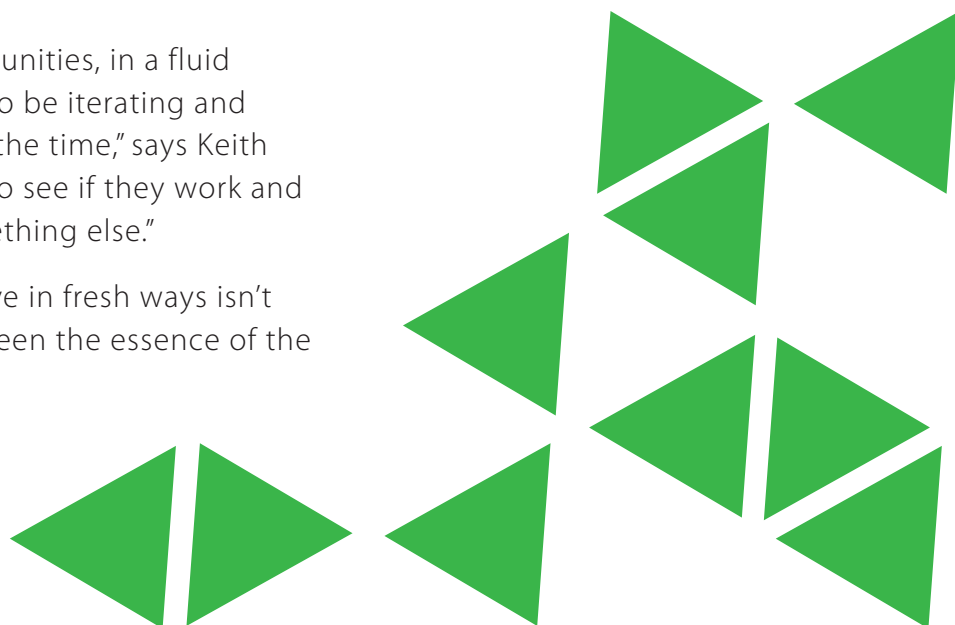 unities, in a fluid
o be iterating and
the time,” says Keith
o see if they work and
ething else.”
ve in fresh ways isn’t
een the essence of the